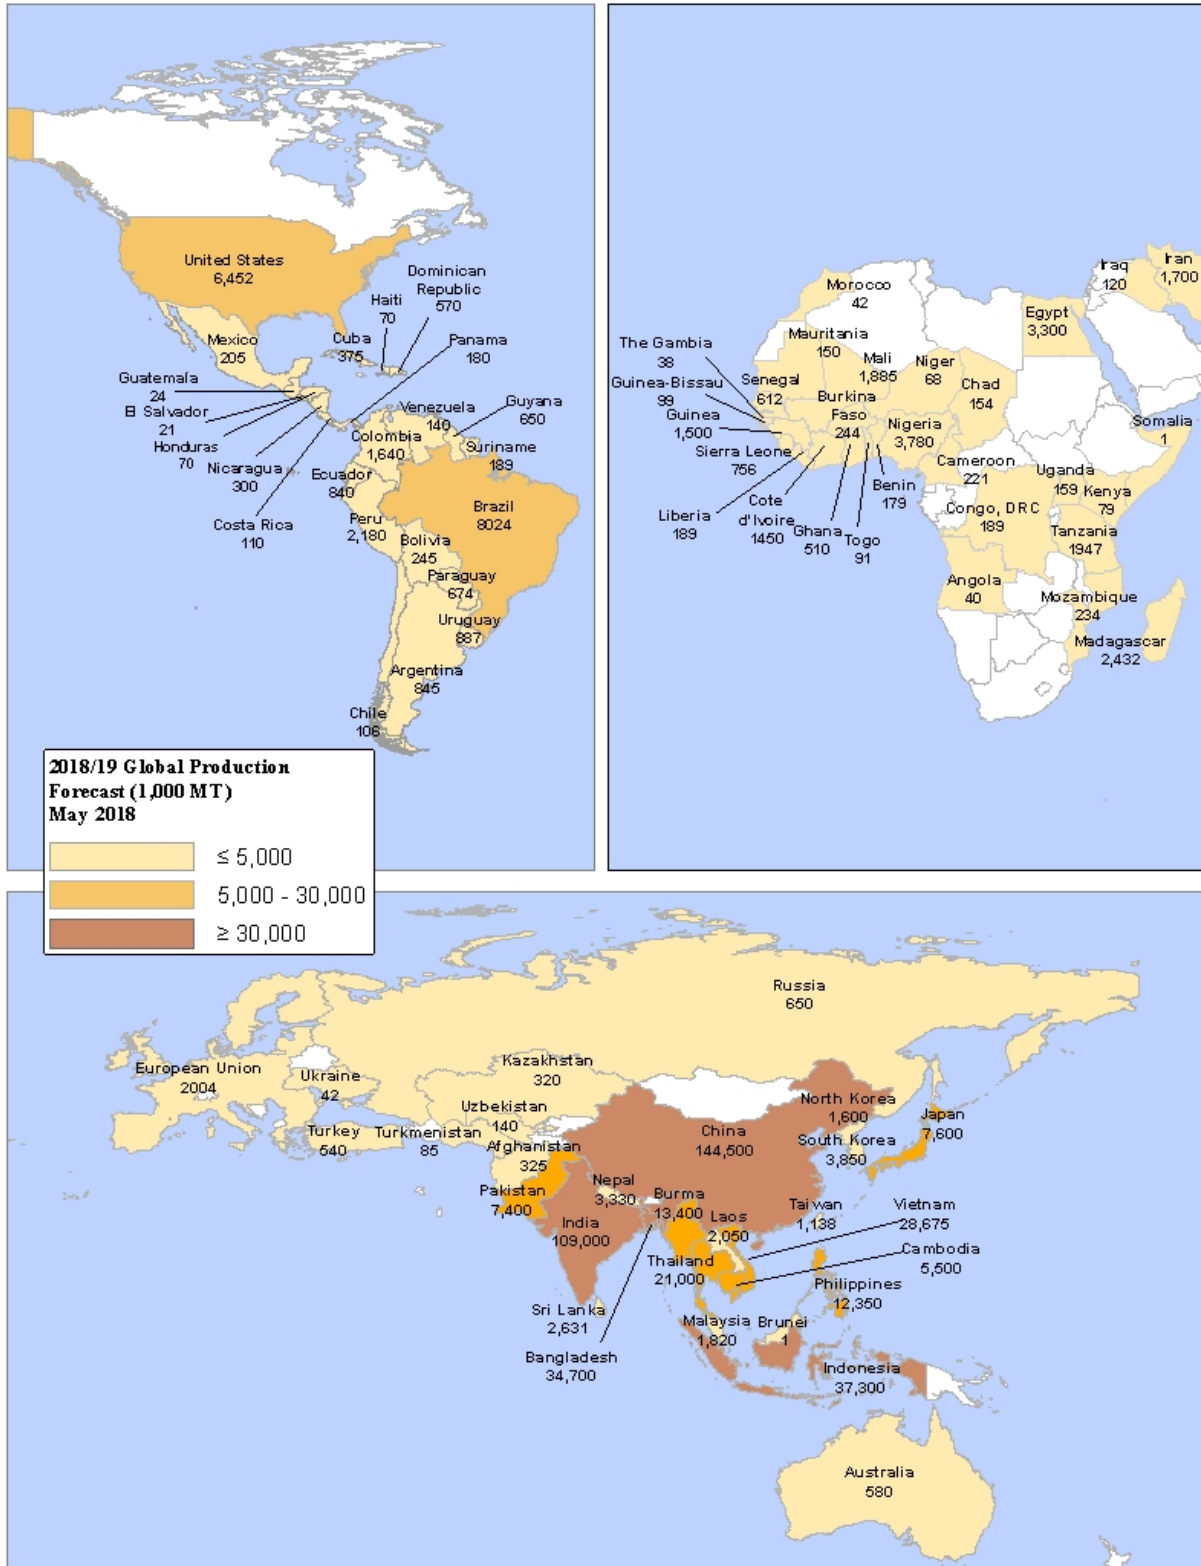 United States
6,452
Dominican
Republic
570
Haiti
70
Mexico
205
Cuba
375
Panama
180
Guatemala
24
El Salvador
21
Honduras
70
Nicaragua
300
Costa Rica
110
Venezuela
140
Guyana
650
Colombia
1,640
Suriname
189
Ecuador
840
Brazil
8024
Peru
2,180
Bolivia
245
Paraguay
674
Uruguay
887
Argentina
845
Chile
106
Iraq
120
Iran
1,700
Morocco
42
Egypt
3,300
Mauritania
150
The Gambia
38
Mali
1,885
Niger
68
Guinea-Bissau
99
Senegal
612
Chad
154
Burkina
Faso
244
Guinea
1,500
Nigeria
3,780
Somalia
1
Sierra Leone
756
Cameroon
221
Uganda
159
Benin
179
Kenya
79
Liberia
189
Cote
d'Ivoire
1450
Ghana
510
Togo
91
Congo, DRC
189
Tanzania
1947
Angola
40
Mozambique
234
Madagascar
2,432
2018/19 Global Production
Forecast (1,000 MT)
May 2018
≤ 5,000
5,000 - 30,000
≥ 30,000
Russia
650
European Union
2004
Ukraine
42
Kazakhstan
320
Uzbekistan
140
North Korea
1,600
Japan
7,600
Turkey
540
Turkmenistan
85
China
144,500
South Korea
3,850
Afghanistan
325
Pakistan
7,400
Nepal
3,330
Burma
13,400
Laos
2,050
Taiwan
1,138
Vietnam
28,675
India
109,000
Cambodia
5,500
Thailand
21,000
Philippines
12,350
Sri Lanka
2,631
Malaysia
1,820
Brunei
1
Bangladesh
34,700
Indonesia
37,300
Australia
580